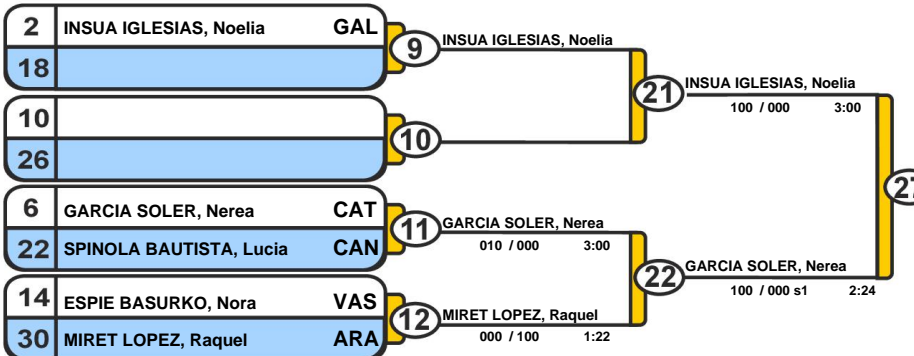 2 INSUA IGLESIAS, Noelia GAL
18
9
INSUA IGLESIAS, Noelia
10
26
10
21
INSUA IGLESIAS, Noelia
100 / 000 3:00
6 GARCIA SOLER, Nerea CAT
22 SPINOLA BAUTISTA, Lucia CAN
11
GARCIA SOLER, Nerea
010 / 000 3:00
14 ESPIE BASURKO, Nora VAS
30 MIRET LOPEZ, Raquel ARA
12
MIRET LOPEZ, Raquel
000 / 100 1:22
22
GARCIA SOLER, Nerea
100 / 000 s1 2:24
27